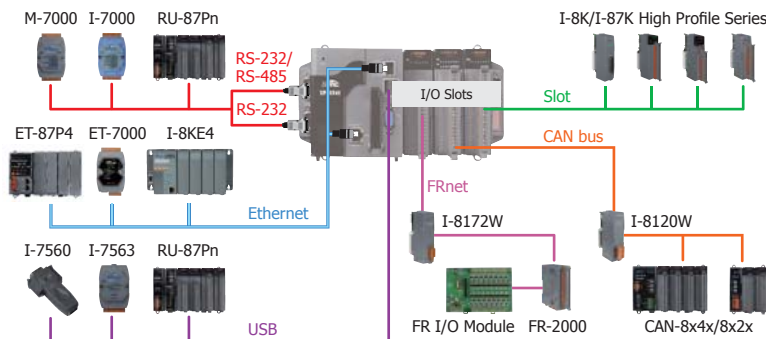 M-7000
I-7000
RU-87Pn
I-8K/I-87K High Profile Series
RS-232/
RS-485
RS-232
I/O Slots
Slot
CAN bus
ET-87P4
ET-7000
I-8KE4
Ethernet
FRnet
I-8172W
I-8120W
I-7560
I-7563
RU-87Pn
USB
FR I/O Module
FR-2000
CAN-8x4x/8x2x